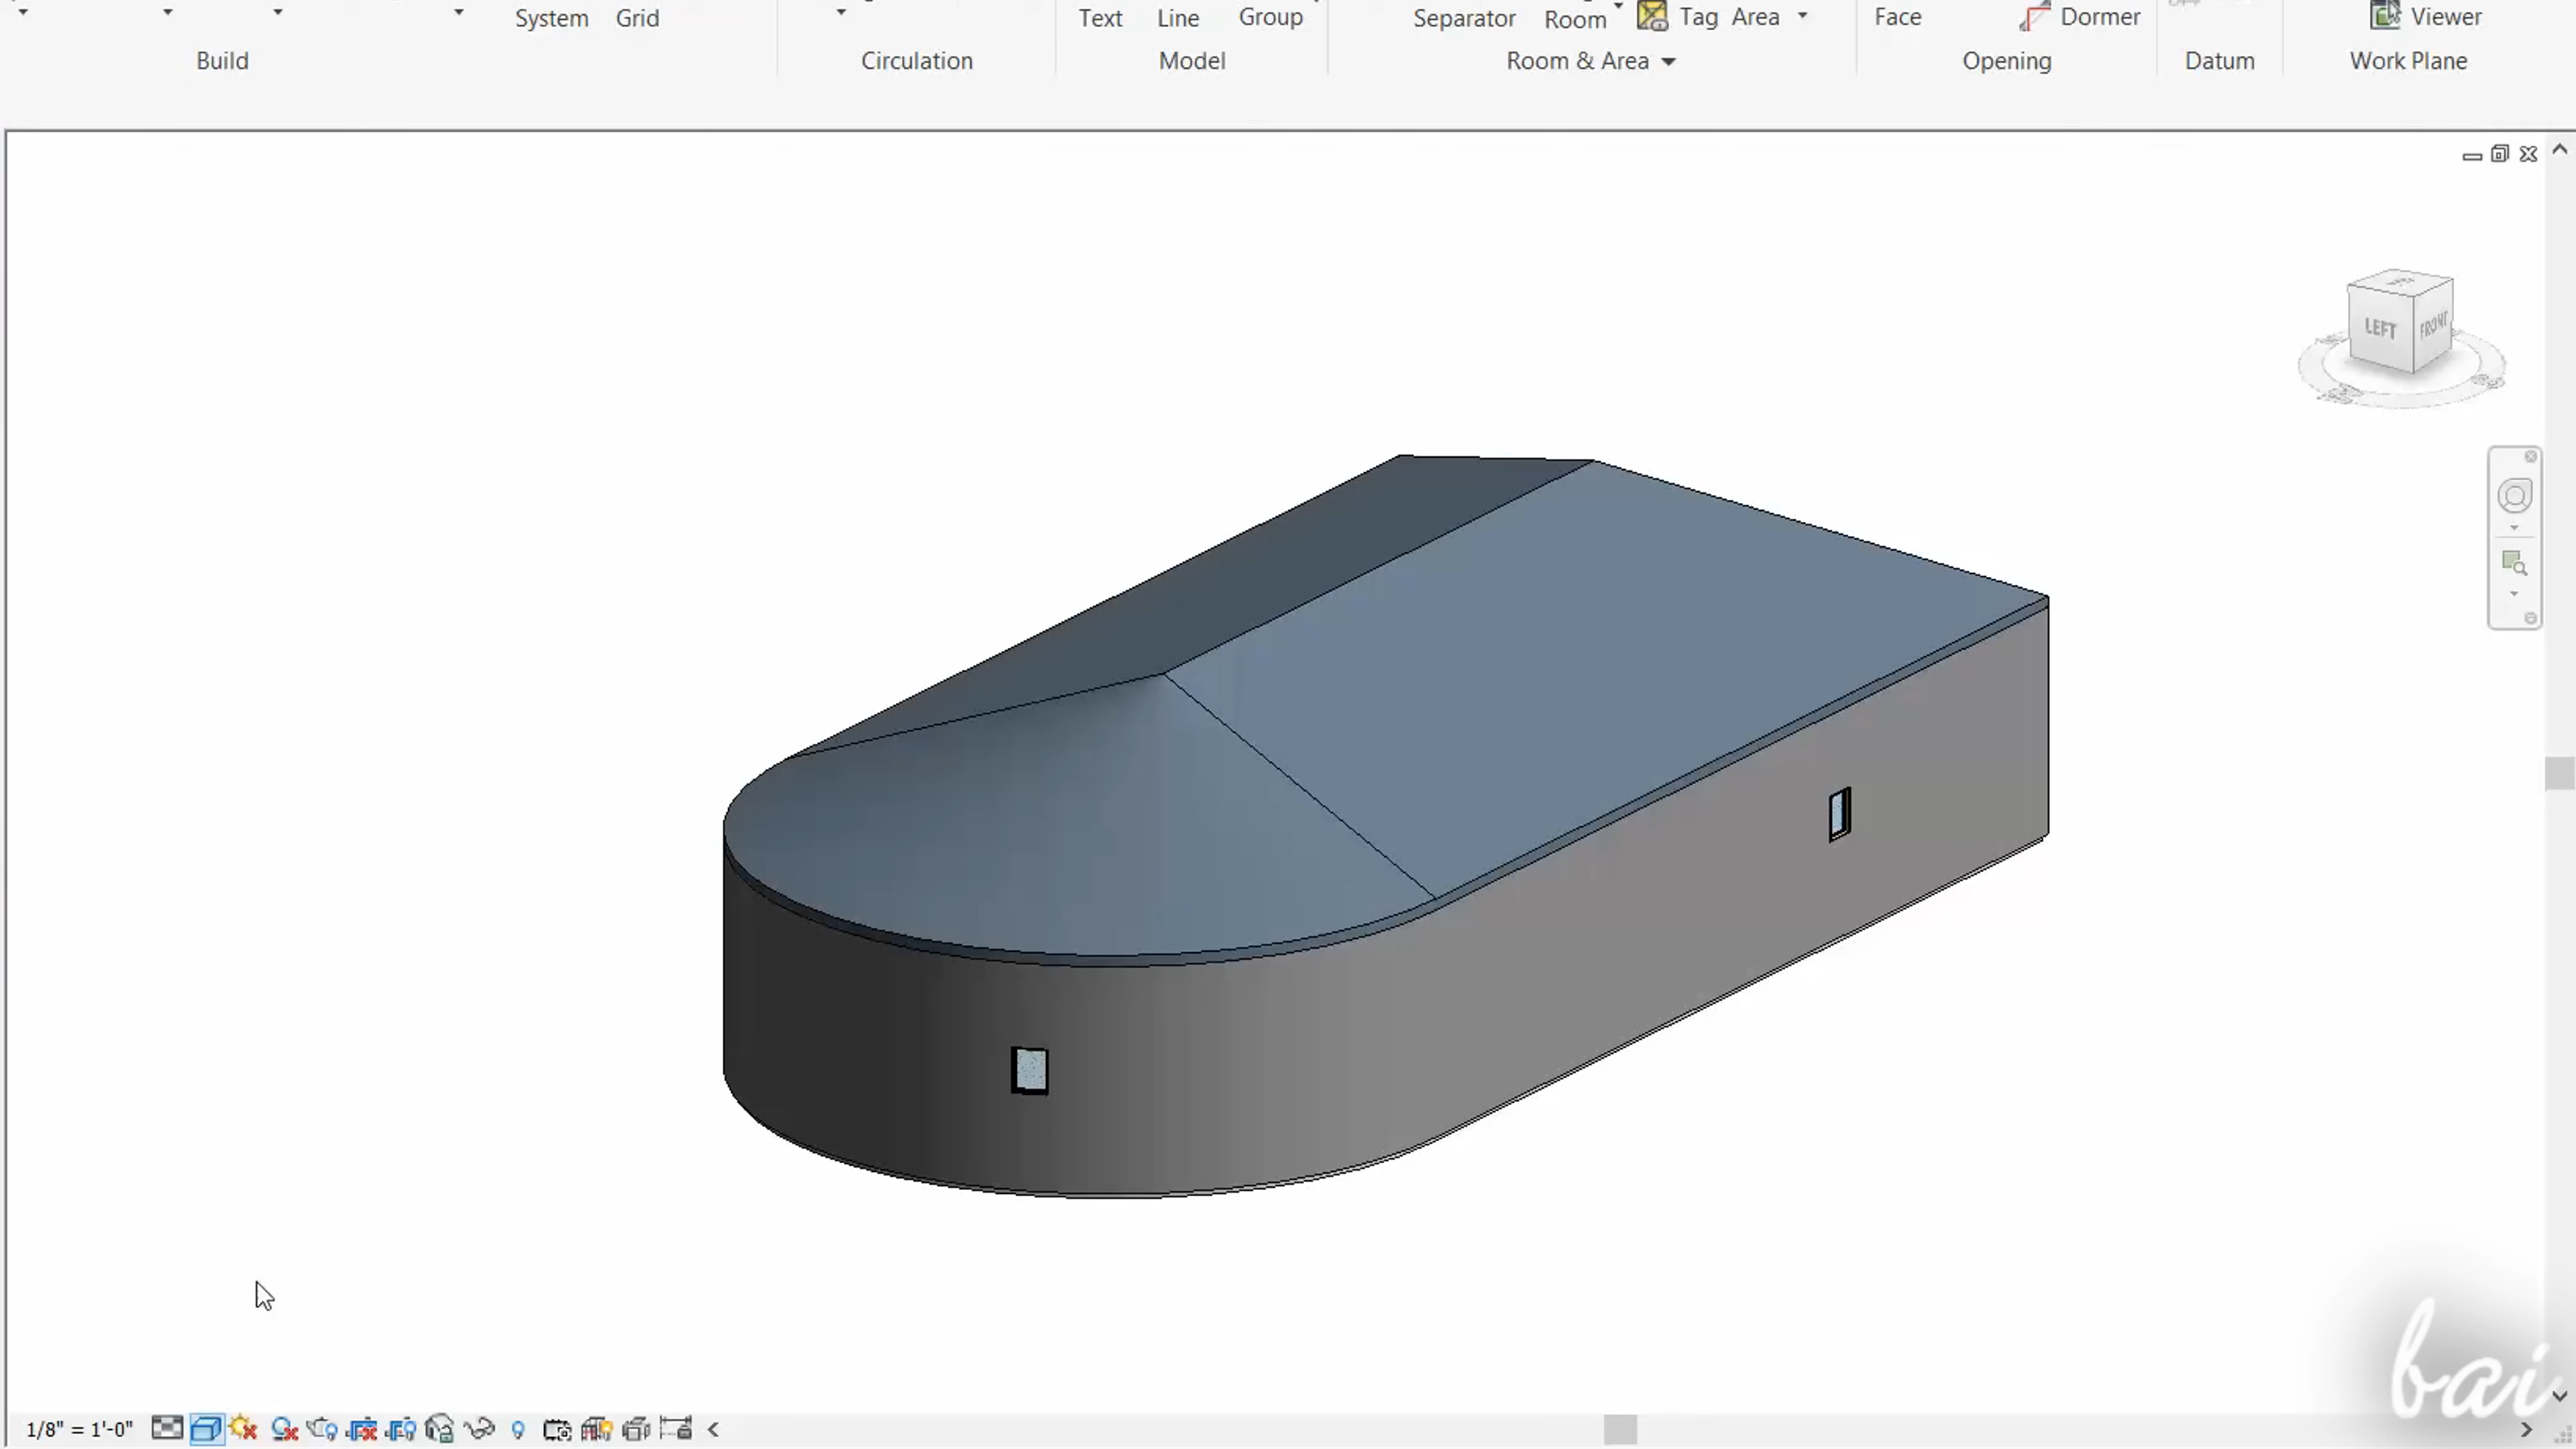 System Grid Text Line Group Separator Room Tag Area Face Dormer Viewer
Build Circulation Model Room & Area Opening Datum Work Plane
LEFT FRONT
bai
1/8" = 1'-0"